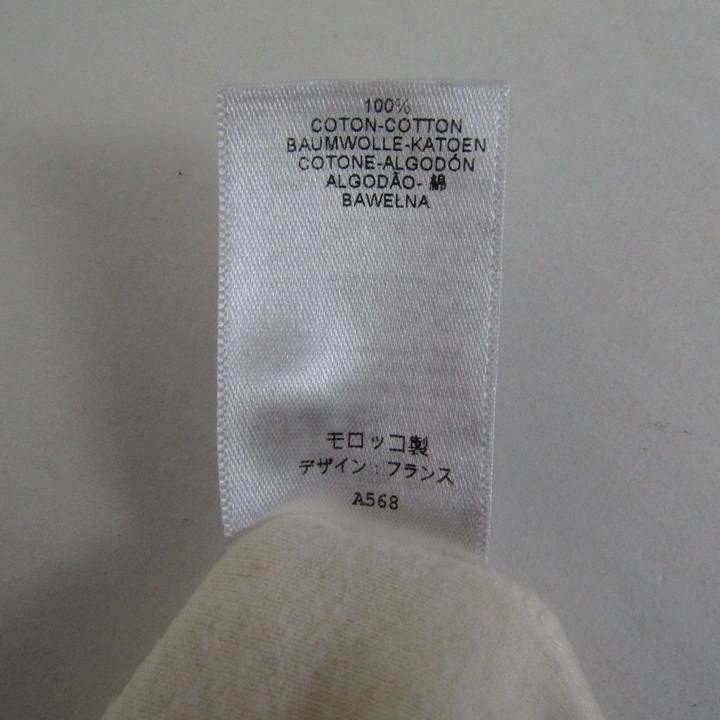 100%
COTON-COTTON
BAUMWOLLE-KATOEN
COTONE-ALGODÓN
ALGODÃO- 綿
BAWEŁNA
モロッコ製
デザイン : フランス
A568